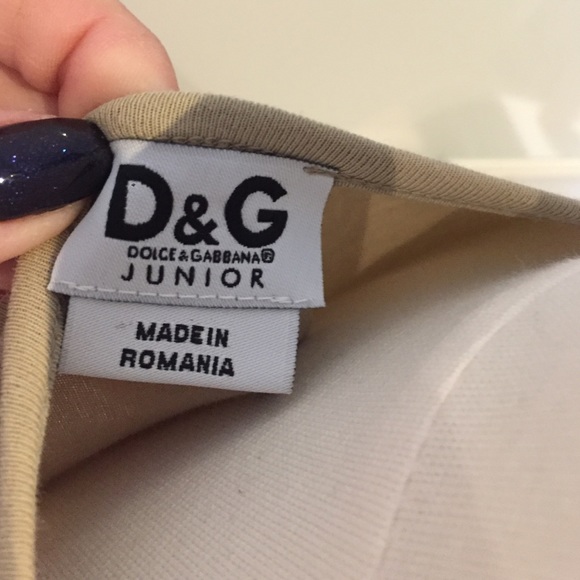 D&G
DOLCE&GABBANA®
JUNIOR
MADE IN
ROMANIA